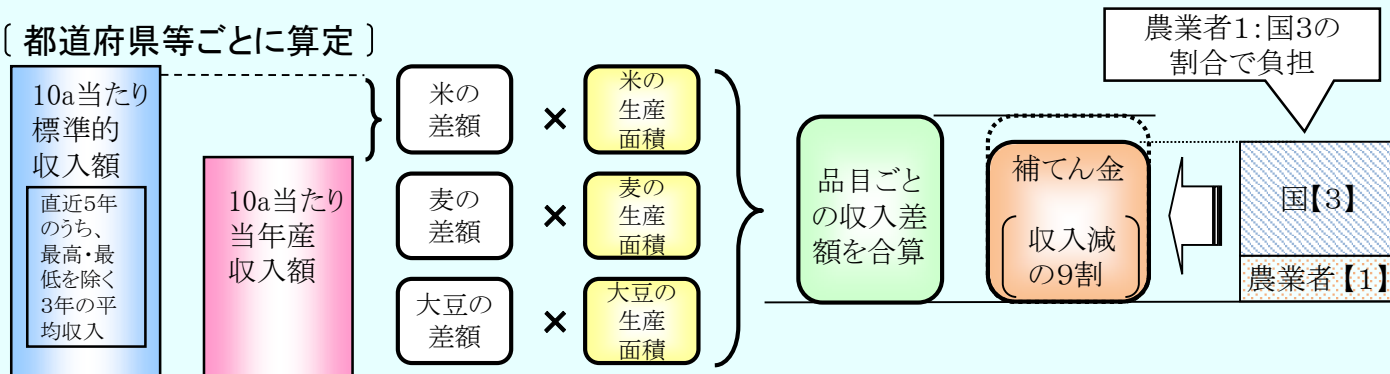 〔 都道府県等ごとに算定 〕
10a当たり
標準的
収入額
直近5年
のうち、
最高・最
低を除く
3年の平
均収入
10a当たり
当年産
収入額
米の
差額
×
米の
生産
面積
麦の
差額
×
麦の
生産
面積
大豆の
差額
×
大豆の
生産
面積
品目ごと
の収入差
額を合算
補てん金
収入減
の9割
農業者1：国3の
割合で負担
国【3】
農業者【1】